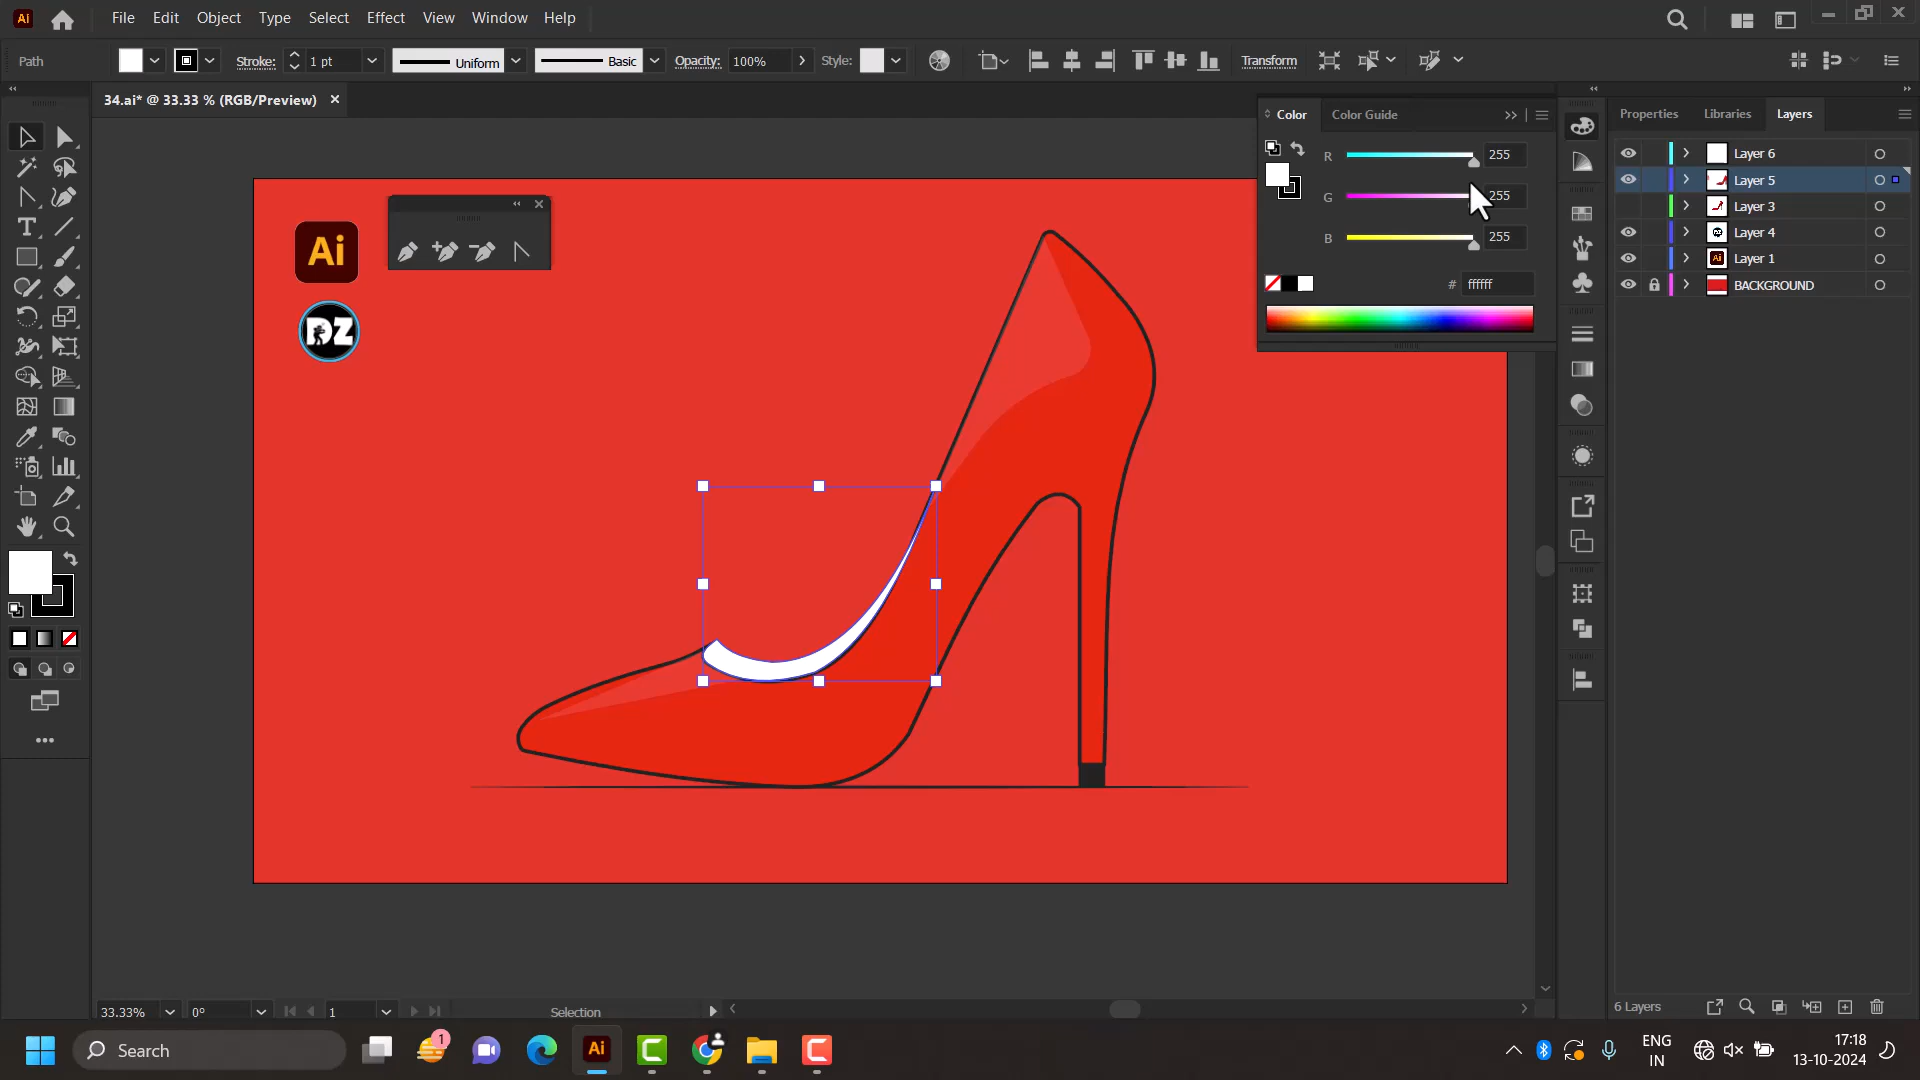 Ai File Edit Object Type Select Effect View Window Help
Path Stroke: 1 pt Uniform Basic Opacity: 100% Style: Transform
34.ai* @ 33.33 % (RGB/Preview)
Color Color Guide
Properties Libraries Layers
R 255
G 255
B 255
# ffffff
Layer 6
Layer 5
Layer 3
Layer 4
Layer 1
BACKGROUND
Ai
DZ
33.33% 0° 1 Selection
6 Layers
Search
1
Ai
ENG
IN
17:18
13-10-2024